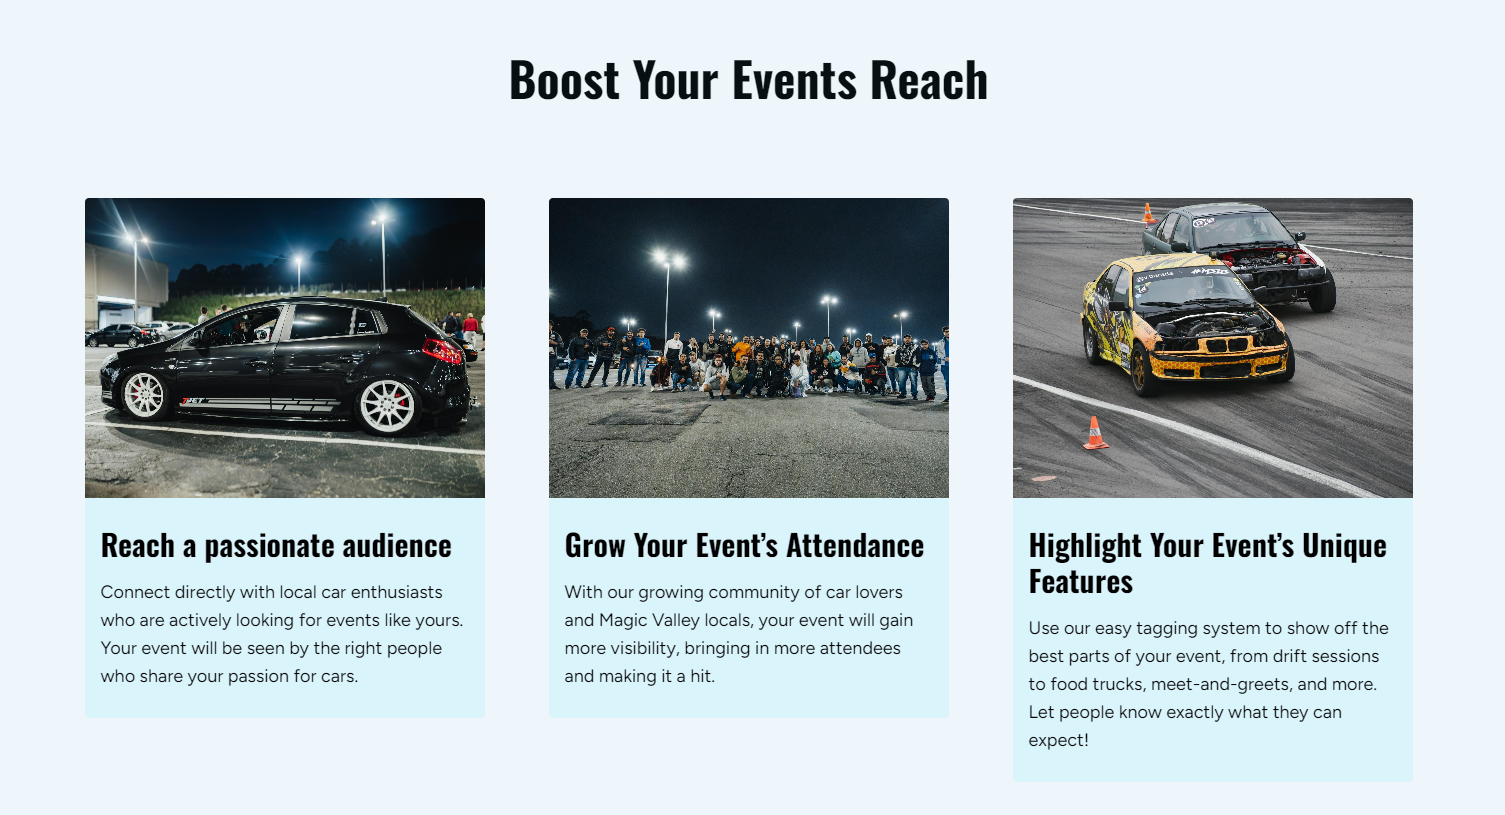 Boost Your Events Reach
Reach a passionate audience
Connect directly with local car enthusiasts
who are actively looking for events like yours.
Your event will be seen by the right people
who share your passion for cars.
Grow Your Event’s Attendance
With our growing community of car lovers
and Magic Valley locals, your event will gain
more visibility, bringing in more attendees
and making it a hit.
Highlight Your Event’s Unique
Features
Use our easy tagging system to show off the
best parts of your event, from drift sessions
to food trucks, meet-and-greets, and more.
Let people know exactly what they can
expect!